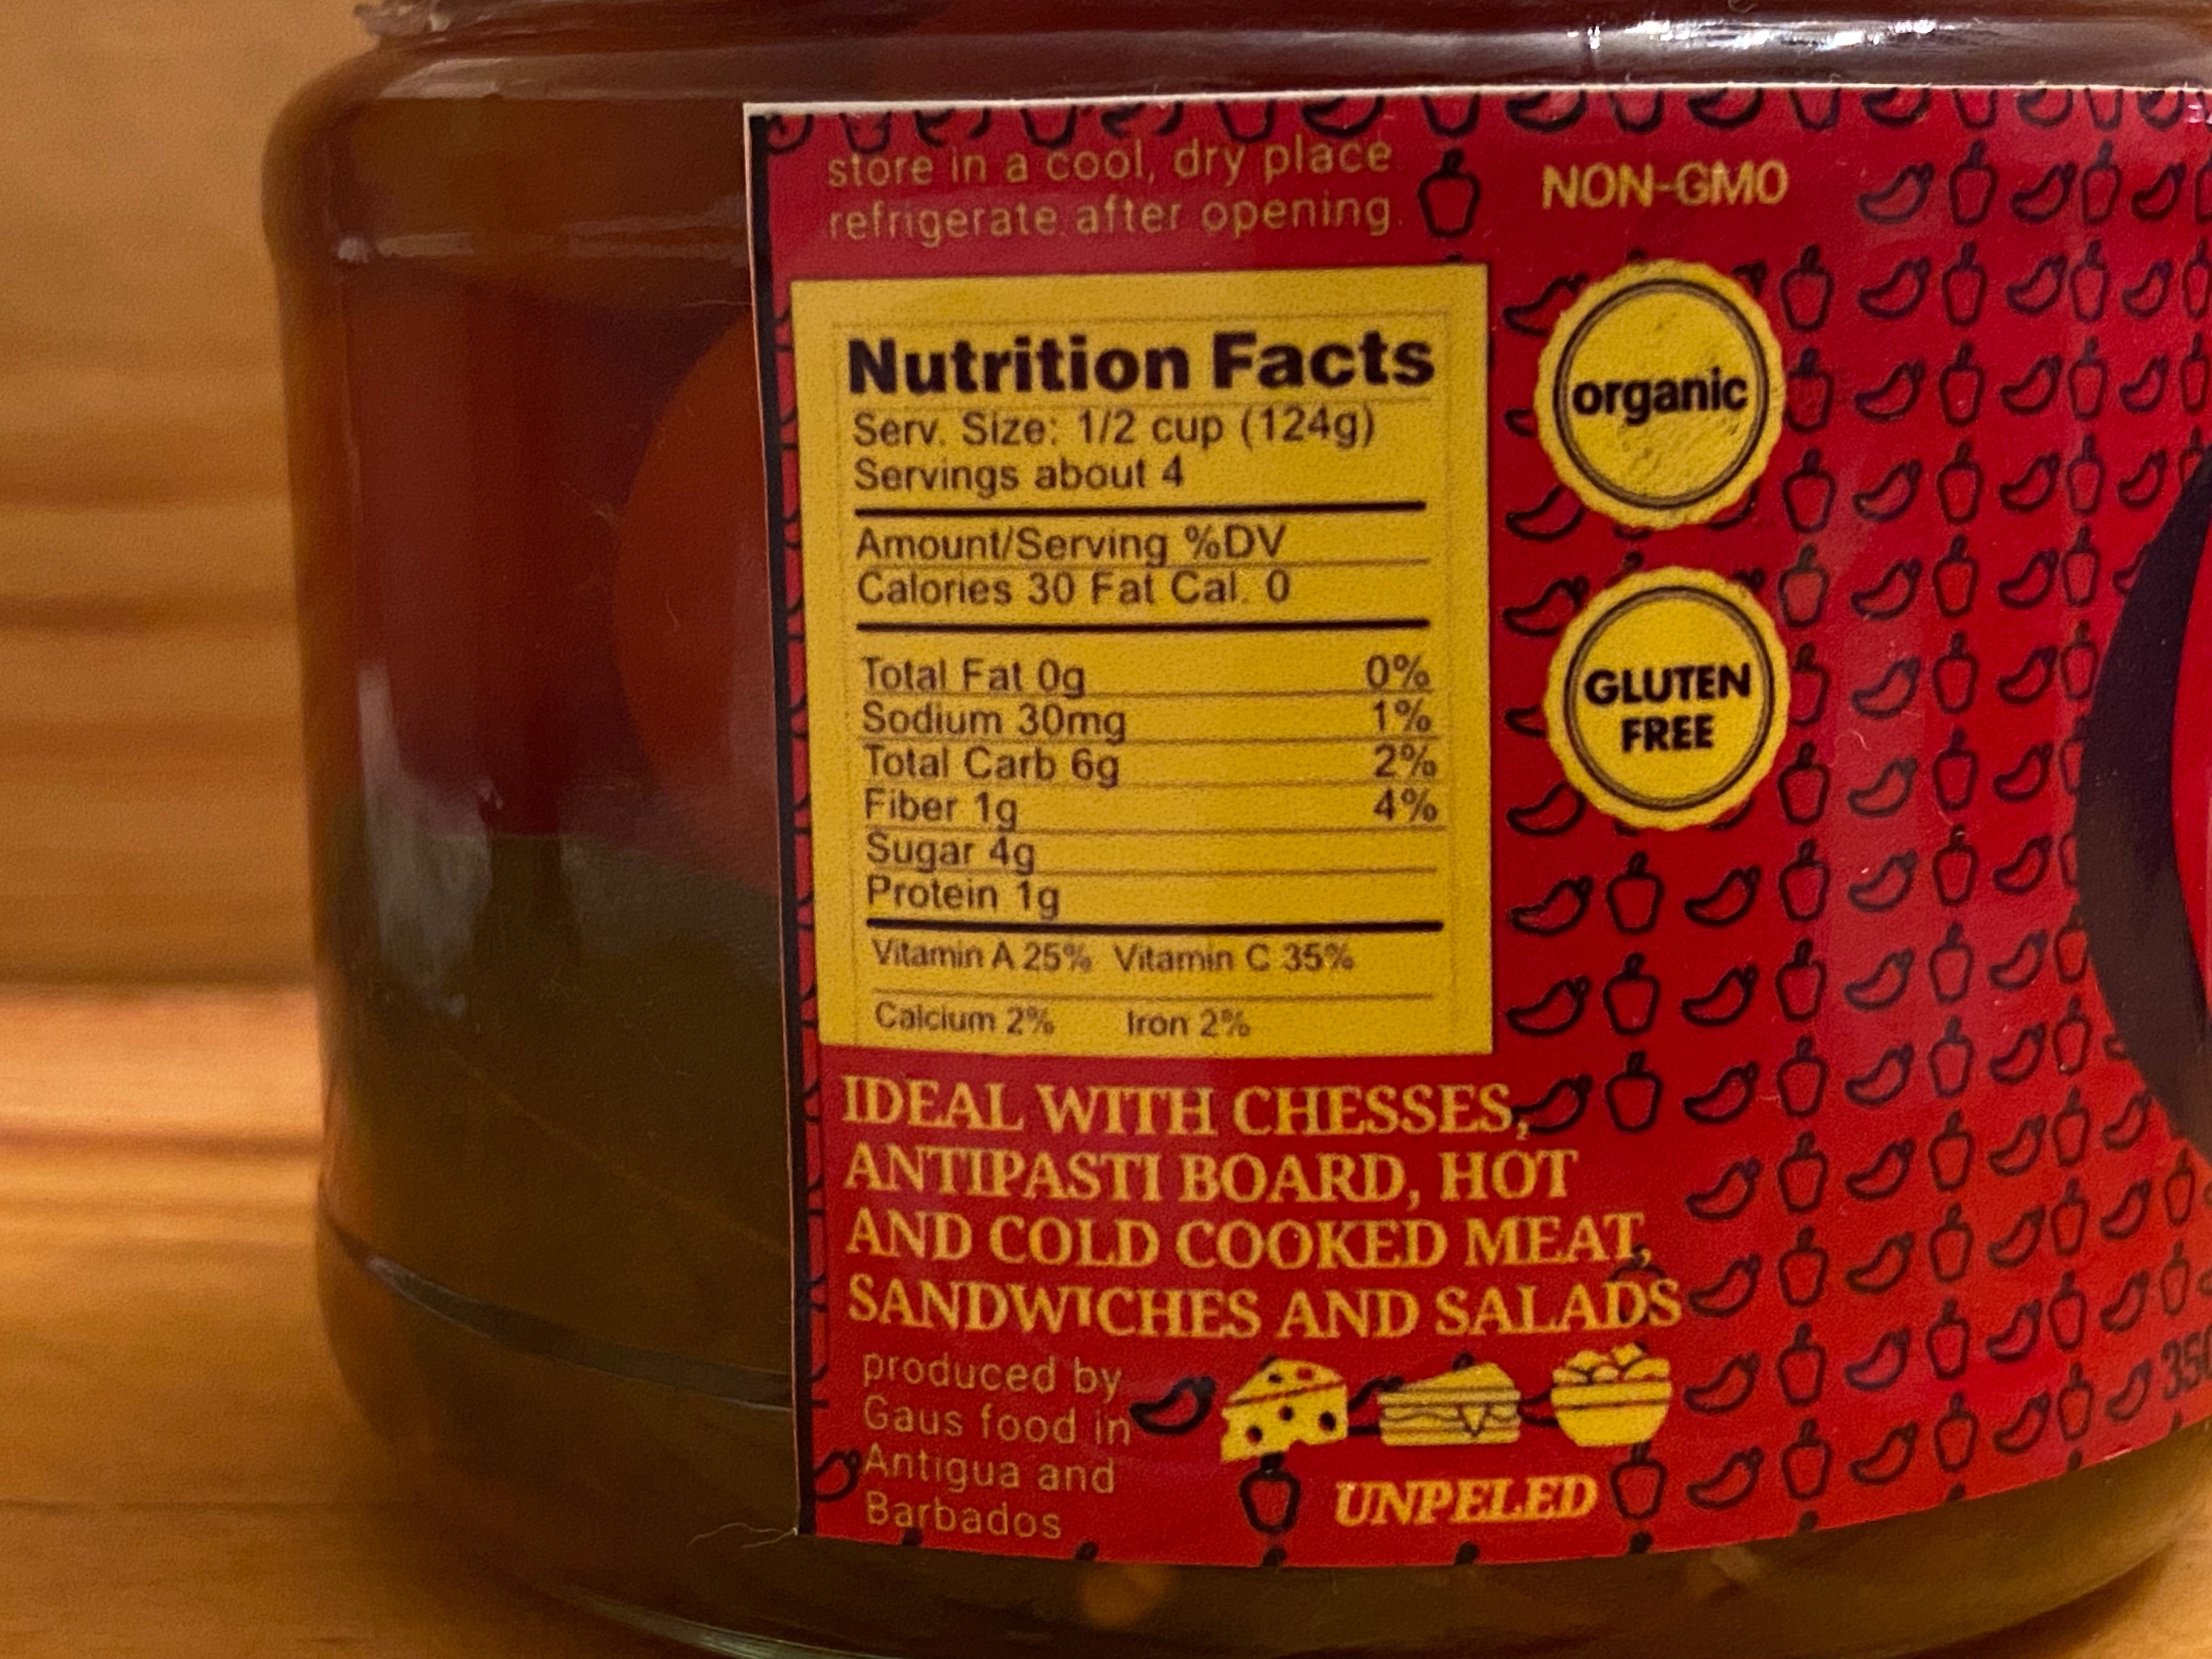 store in a cool, dry place
refrigerate after opening.
NON-GMO
Nutrition Facts
Serv. Size: 1/2 cup (124g)
Servings about 4
Amount/Serving %DV
Calories 30 Fat Cal. 0
Total Fat 0g 0%
Sodium 30mg 1%
Total Carb 6g 2%
Fiber 1g 4%
Sugar 4g
Protein 1g
Vitamin A 25% Vitamin C 35%
Calcium 2% Iron 2%
organic
GLUTEN
FREE
IDEAL WITH CHESSES,
ANTIPASTI BOARD, HOT
AND COLD COOKED MEAT,
SANDWICHES AND SALADS
produced by
Gaus food in
Antigua and
Barbados
UNPELED